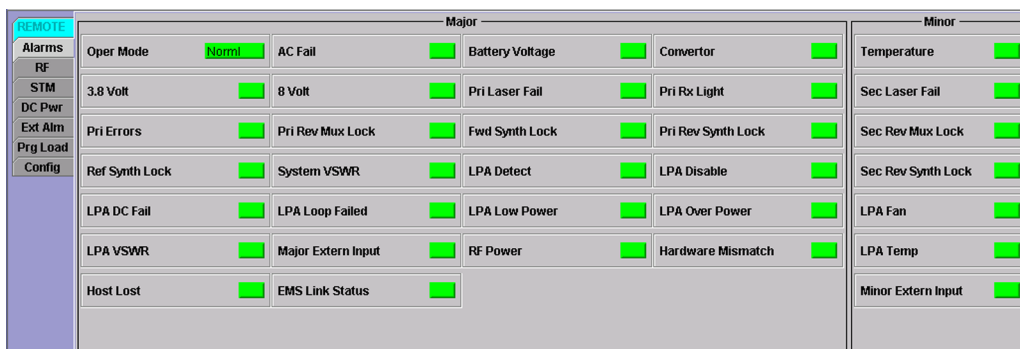 REMOTE
Alarms
RF
STM
DC Pwr
Ext Alm
Prg Load
Config
Major
Oper Mode Norml AC Fail Battery Voltage Convertor
3.8 Volt 8 Volt Pri Laser Fail Pri Rx Light
Pri Errors Pri Rev Mux Lock Fwd Synth Lock Pri Rev Synth Lock
Ref Synth Lock System VSWR LPA Detect LPA Disable
LPA DC Fail LPA Loop Failed LPA Low Power LPA Over Power
LPA VSWR Major Extern Input RF Power Hardware Mismatch
Host Lost EMS Link Status
Minor
Temperature
Sec Laser Fail
Sec Rev Mux Lock
Sec Rev Synth Lock
LPA Fan
LPA Temp
Minor Extern Input